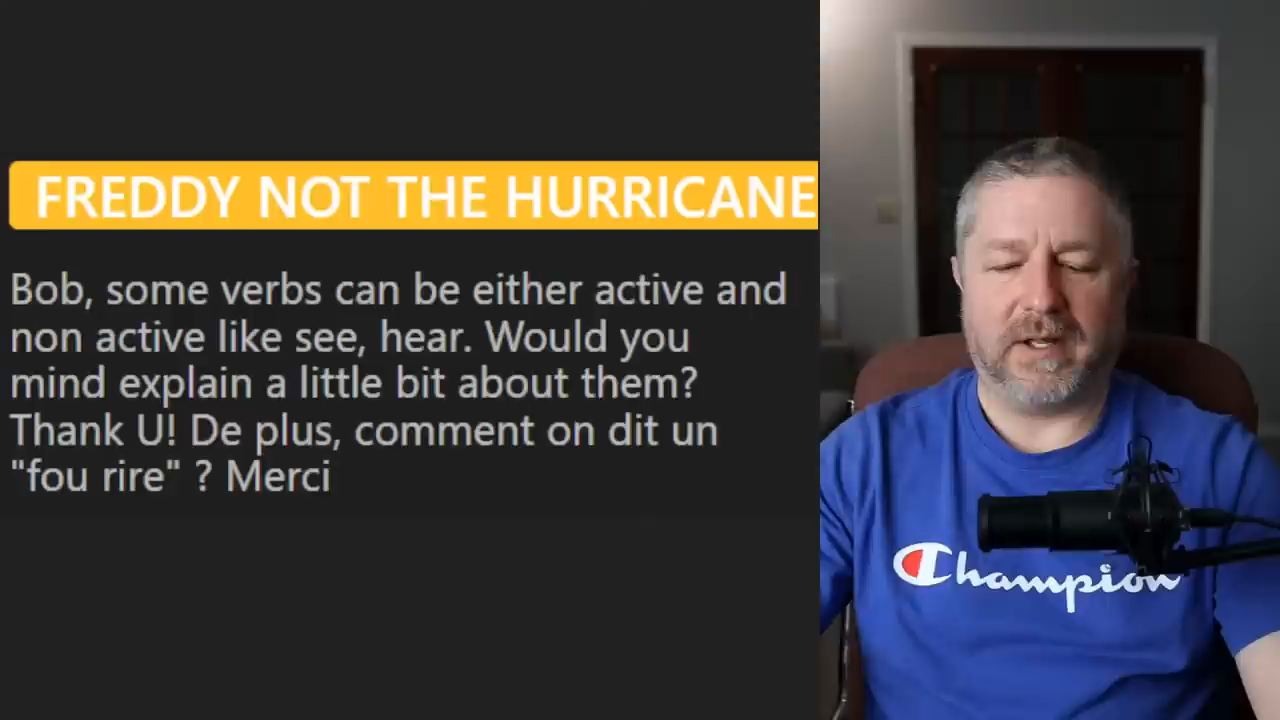 FREDDY NOT THE HURRICANE
Bob, some verbs can be either active and
non active like see, hear. Would you
mind explain a little bit about them?
Thank U! De plus, comment on dit un
"fou rire" ? Merci
Champion